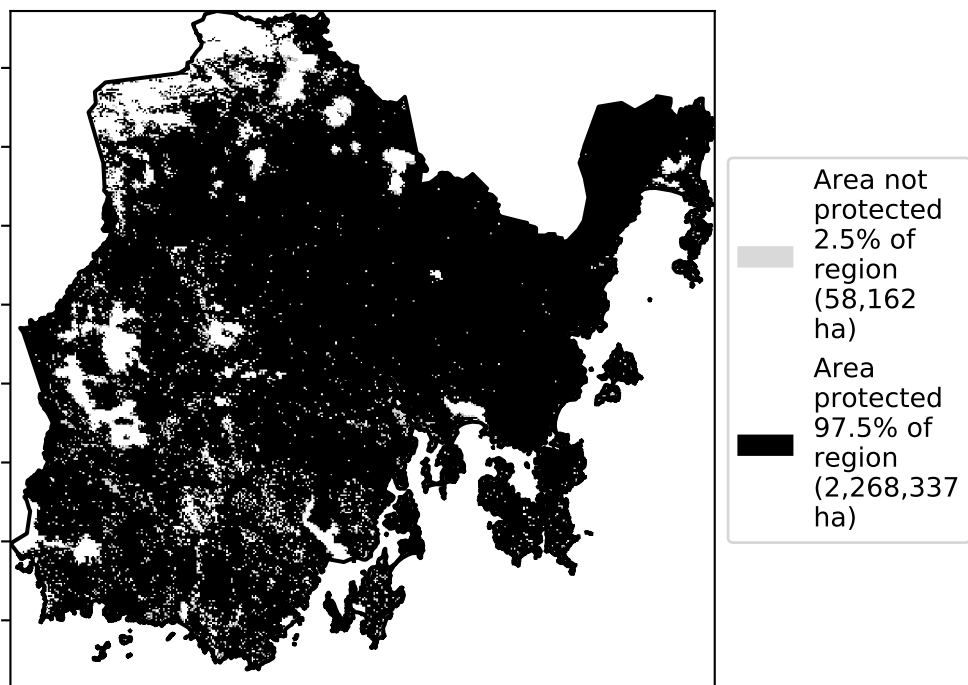 Area not
protected
2.5% of
region
(58,162
ha)
Area
protected
97.5% of
region
(2,268,337
ha)